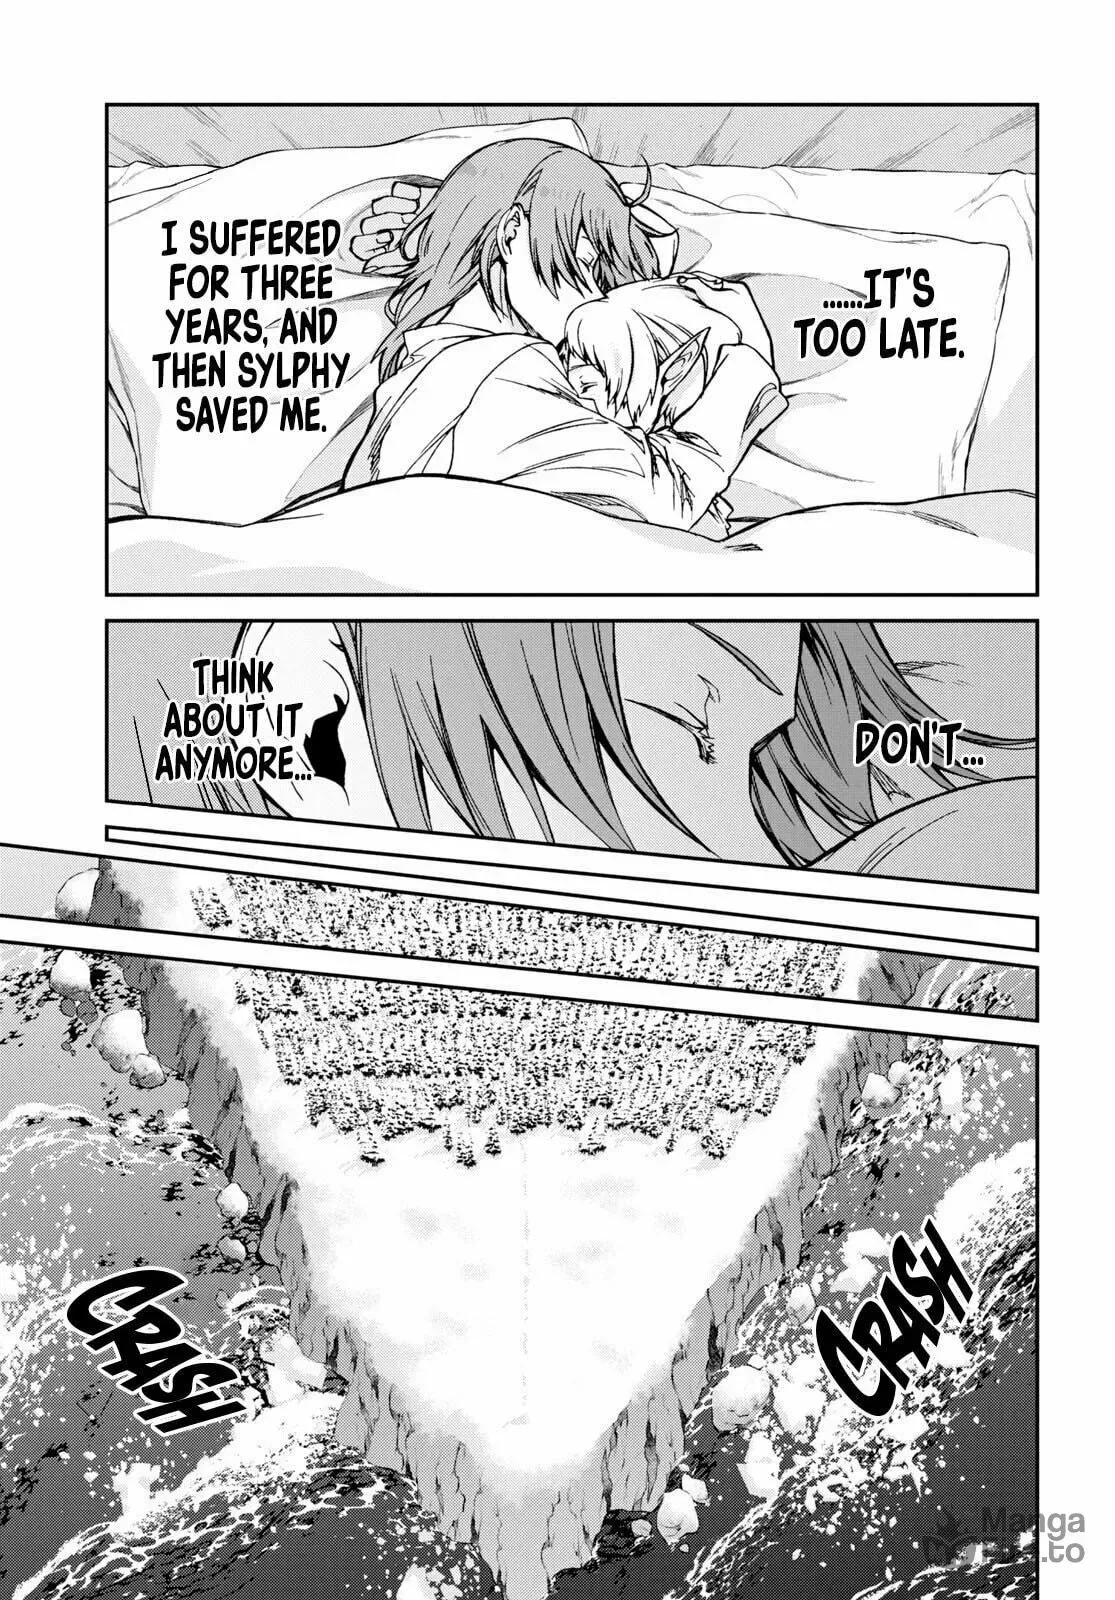 ......IT'S
TOO LATE.
I SUFFERED
FOR THREE
YEARS, AND
THEN SYLPHY
SAVED ME.
DON'T...
THINK
ABOUT IT
ANYMORE...
CRASH
CRASH
Manga
.to